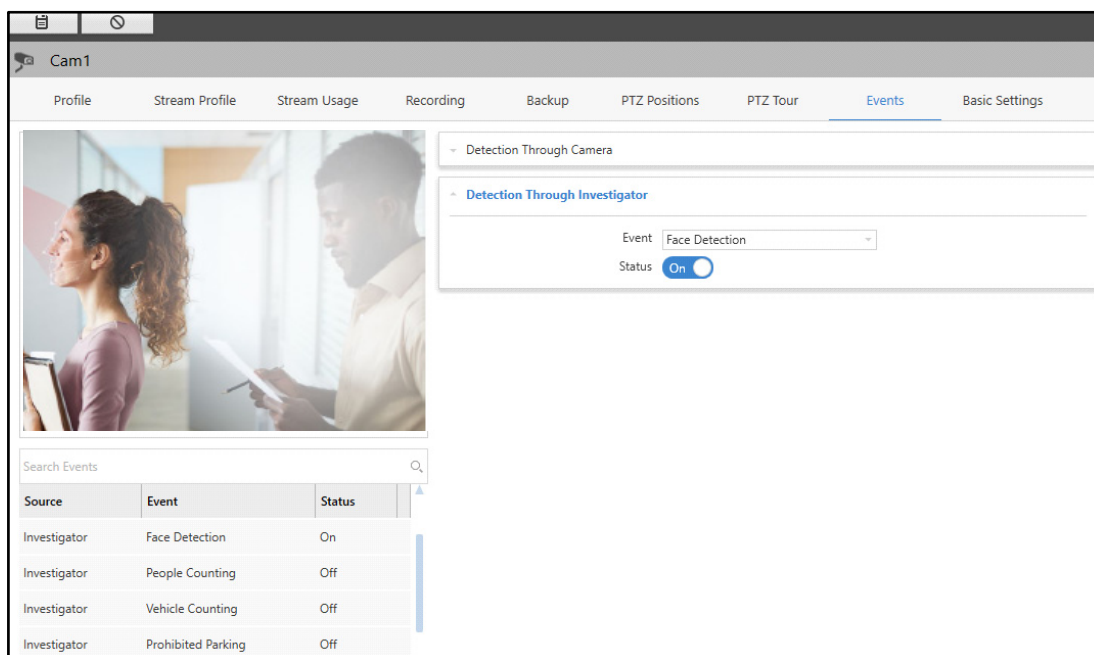 Cam1
Profile Stream Profile Stream Usage Recording Backup PTZ Positions PTZ Tour Events Basic Settings
Detection Through Camera
Detection Through Investigator
Event Face Detection
Status On
Search Events
Source Event Status
Investigator Face Detection On
Investigator People Counting Off
Investigator Vehicle Counting Off
Investigator Prohibited Parking Off